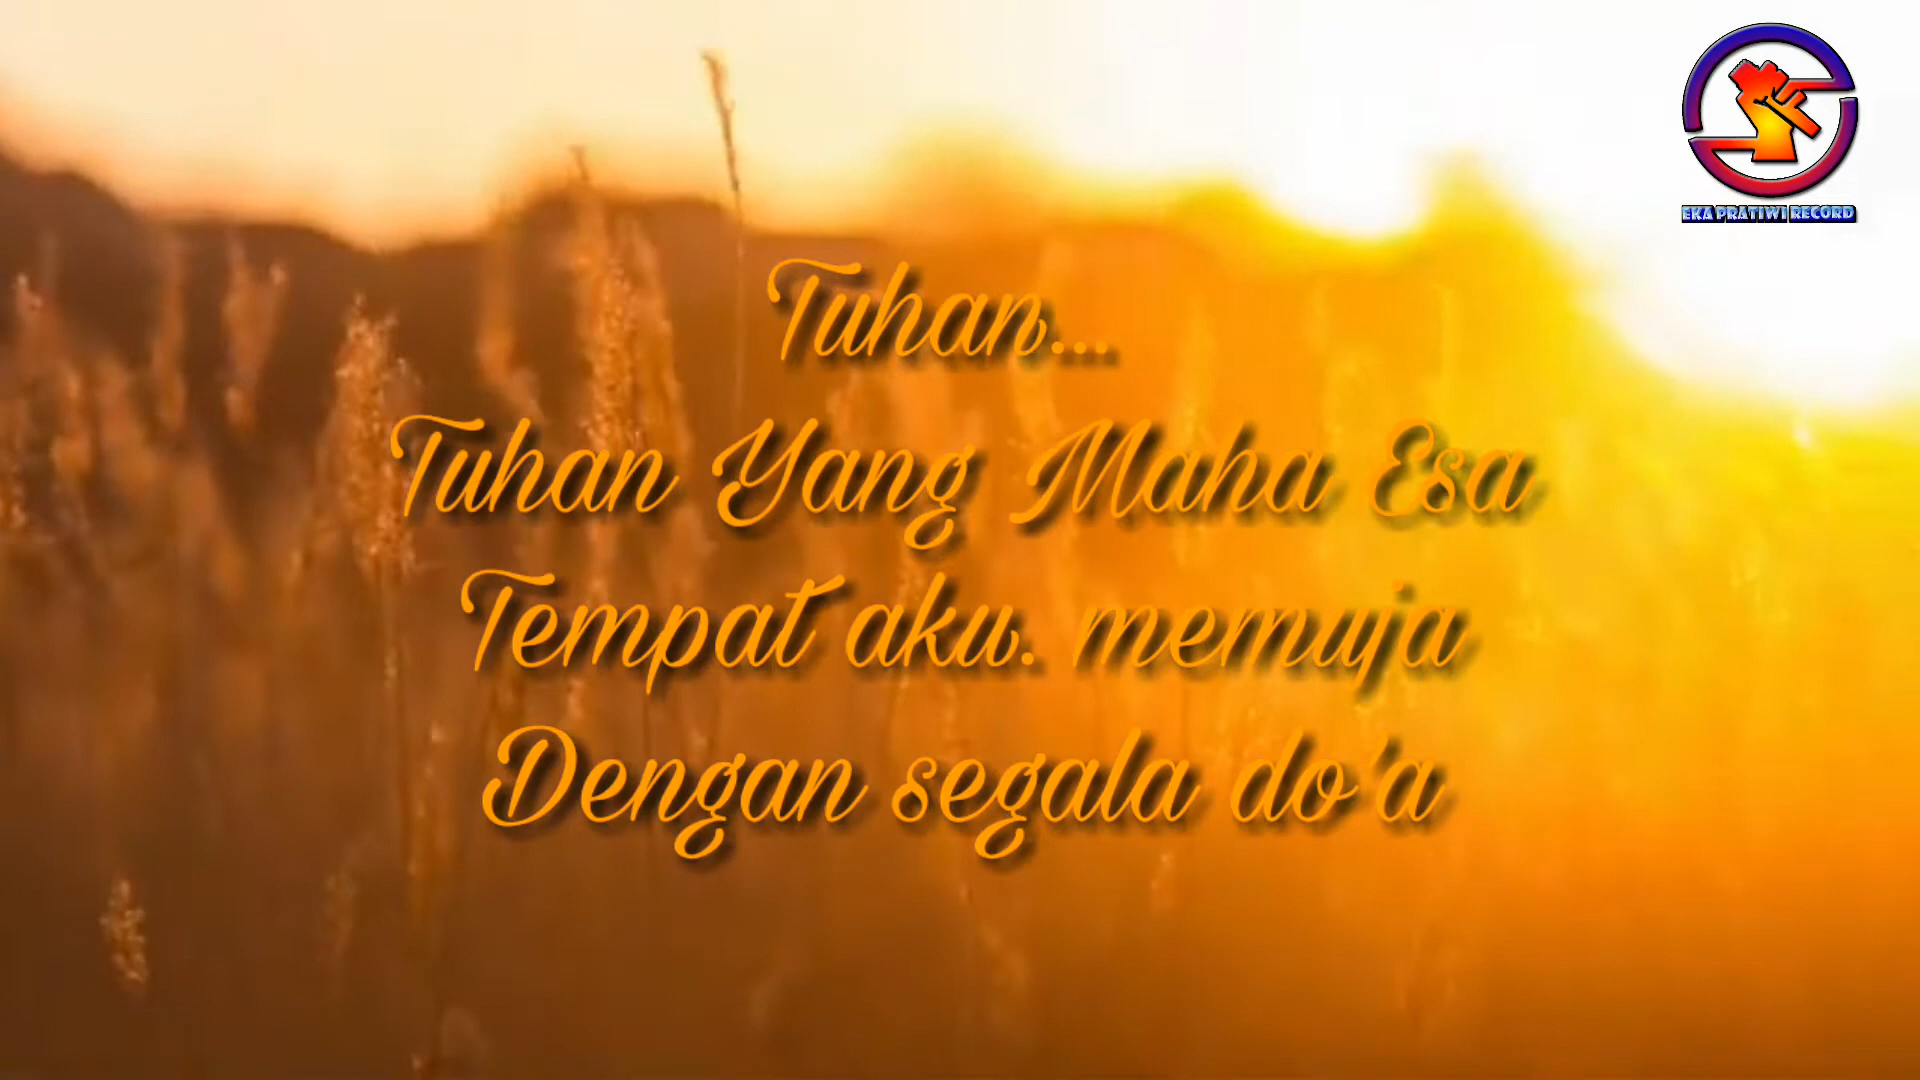 EKA PRATIWI RECORD
Tuhan...
Tuhan Yang Maha Esa
Tempat aku. memuja
Dengan segala do'a